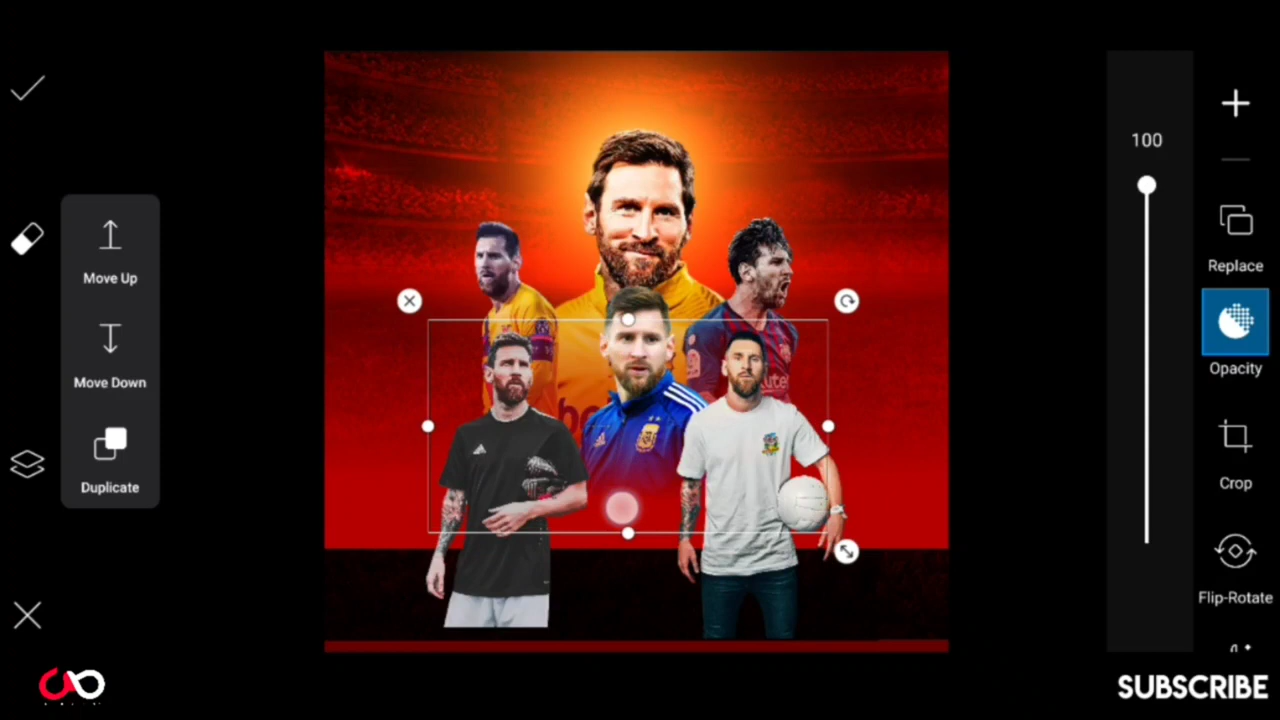 Move Up
Move Down
Duplicate
100
Replace
Opacity
Crop
Flip-Rotate
SUBSCRIBE